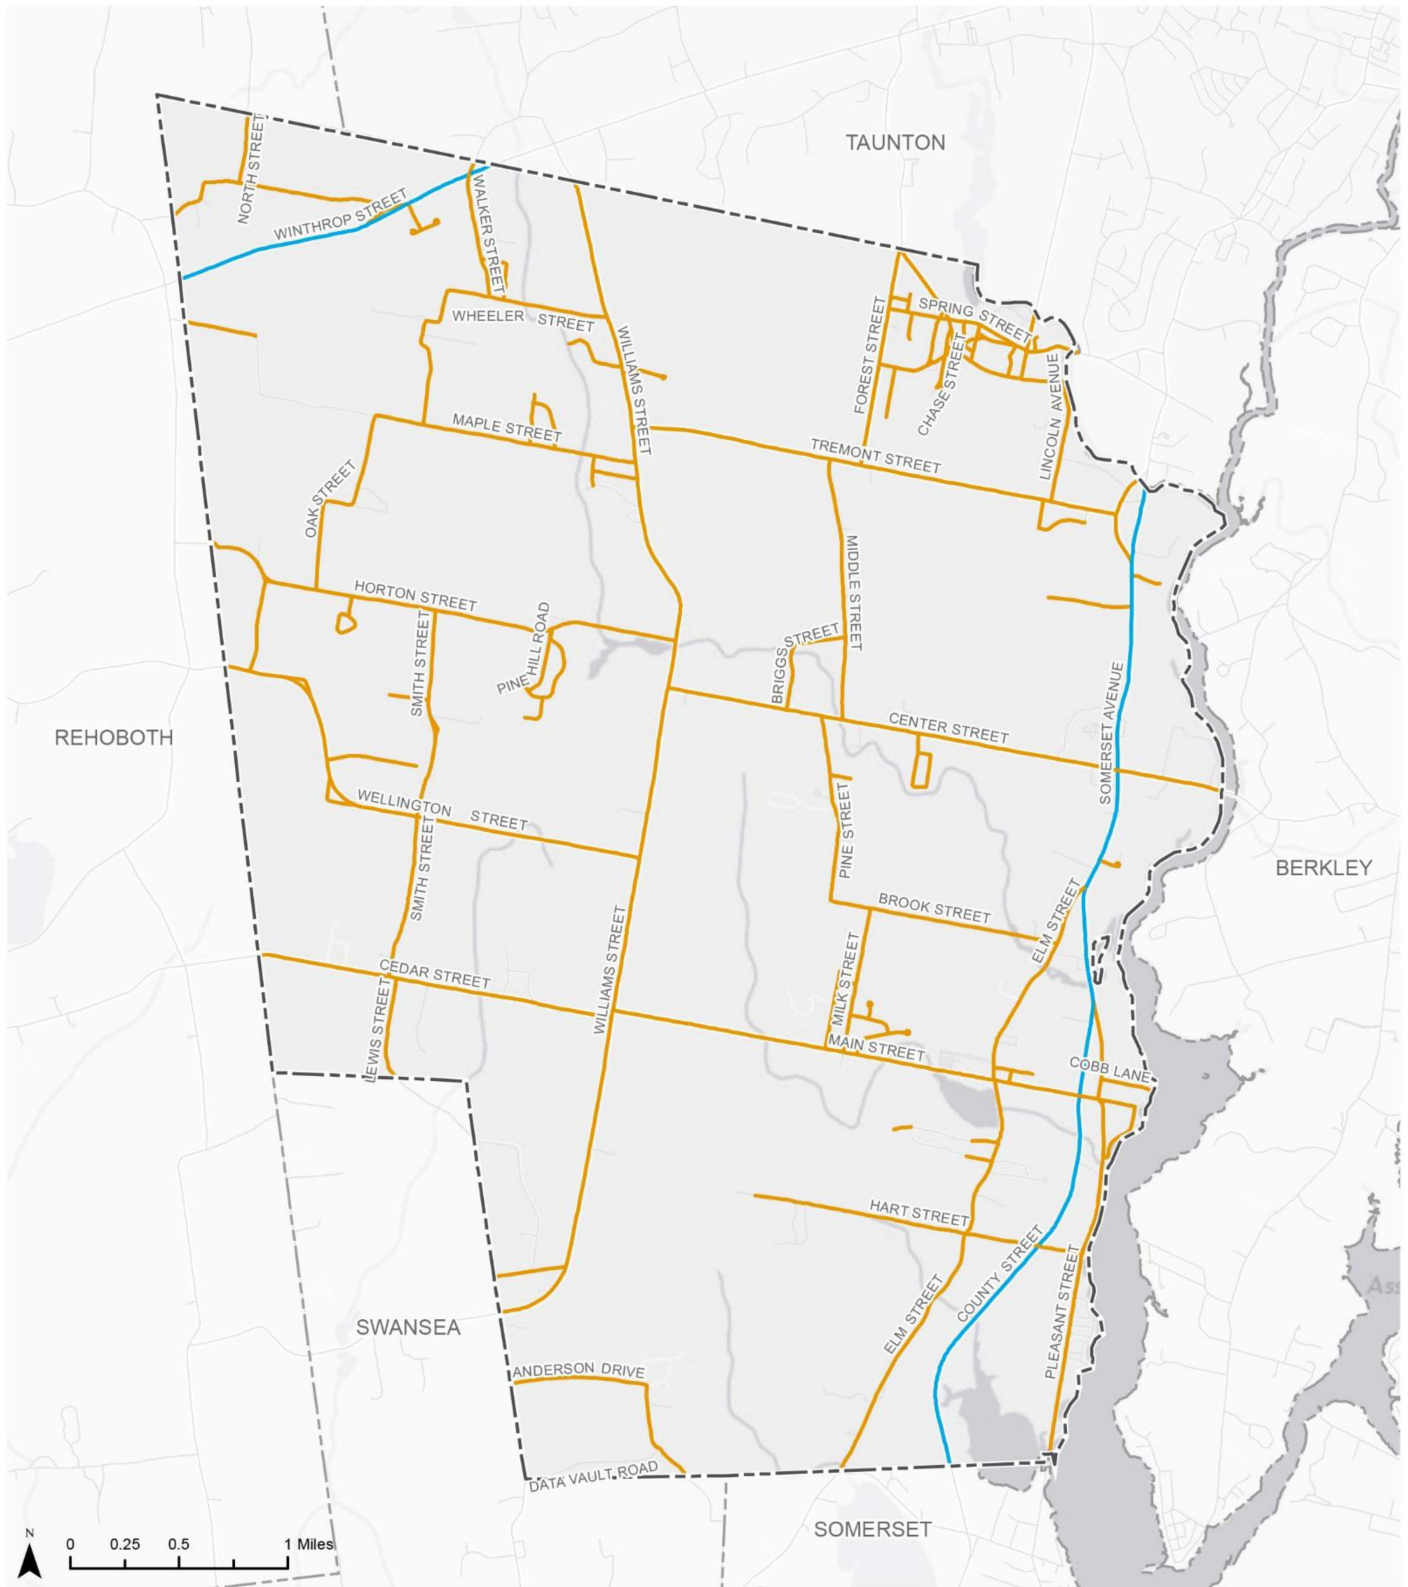 TAUNTON
NORTH STREET
WINTHROP STREET
WALKER STREET
WHEELER STREET
WILLIAMS STREET
SPRING STREET
FOREST STREET
CHASE STREET
LINCOLN AVENUE
MAPLE STREET
TREMONT STREET
OAK STREET
HORTON STREET
SMITH STREET
PINE HILL ROAD
MIDDLE STREET
BRIGGS STREET
REHOBOTH
CENTER STREET
SOMERSET AVENUE
WELLINGTON STREET
PINE STREET
SMITH STREET
BERKLEY
BROOK STREET
ELM STREET
CEDAR STREET
WILLIAMS STREET
MILK STREET
LEWIS STREET
MAIN STREET
COBB LANE
HART STREET
COUNTY STREET
PLEASANT STREET
ELM STREET
Ass
SWANSEA
ANDERSON DRIVE
DATA VAULT ROAD
SOMERSET
N
0 0.25 0.5 1 Miles